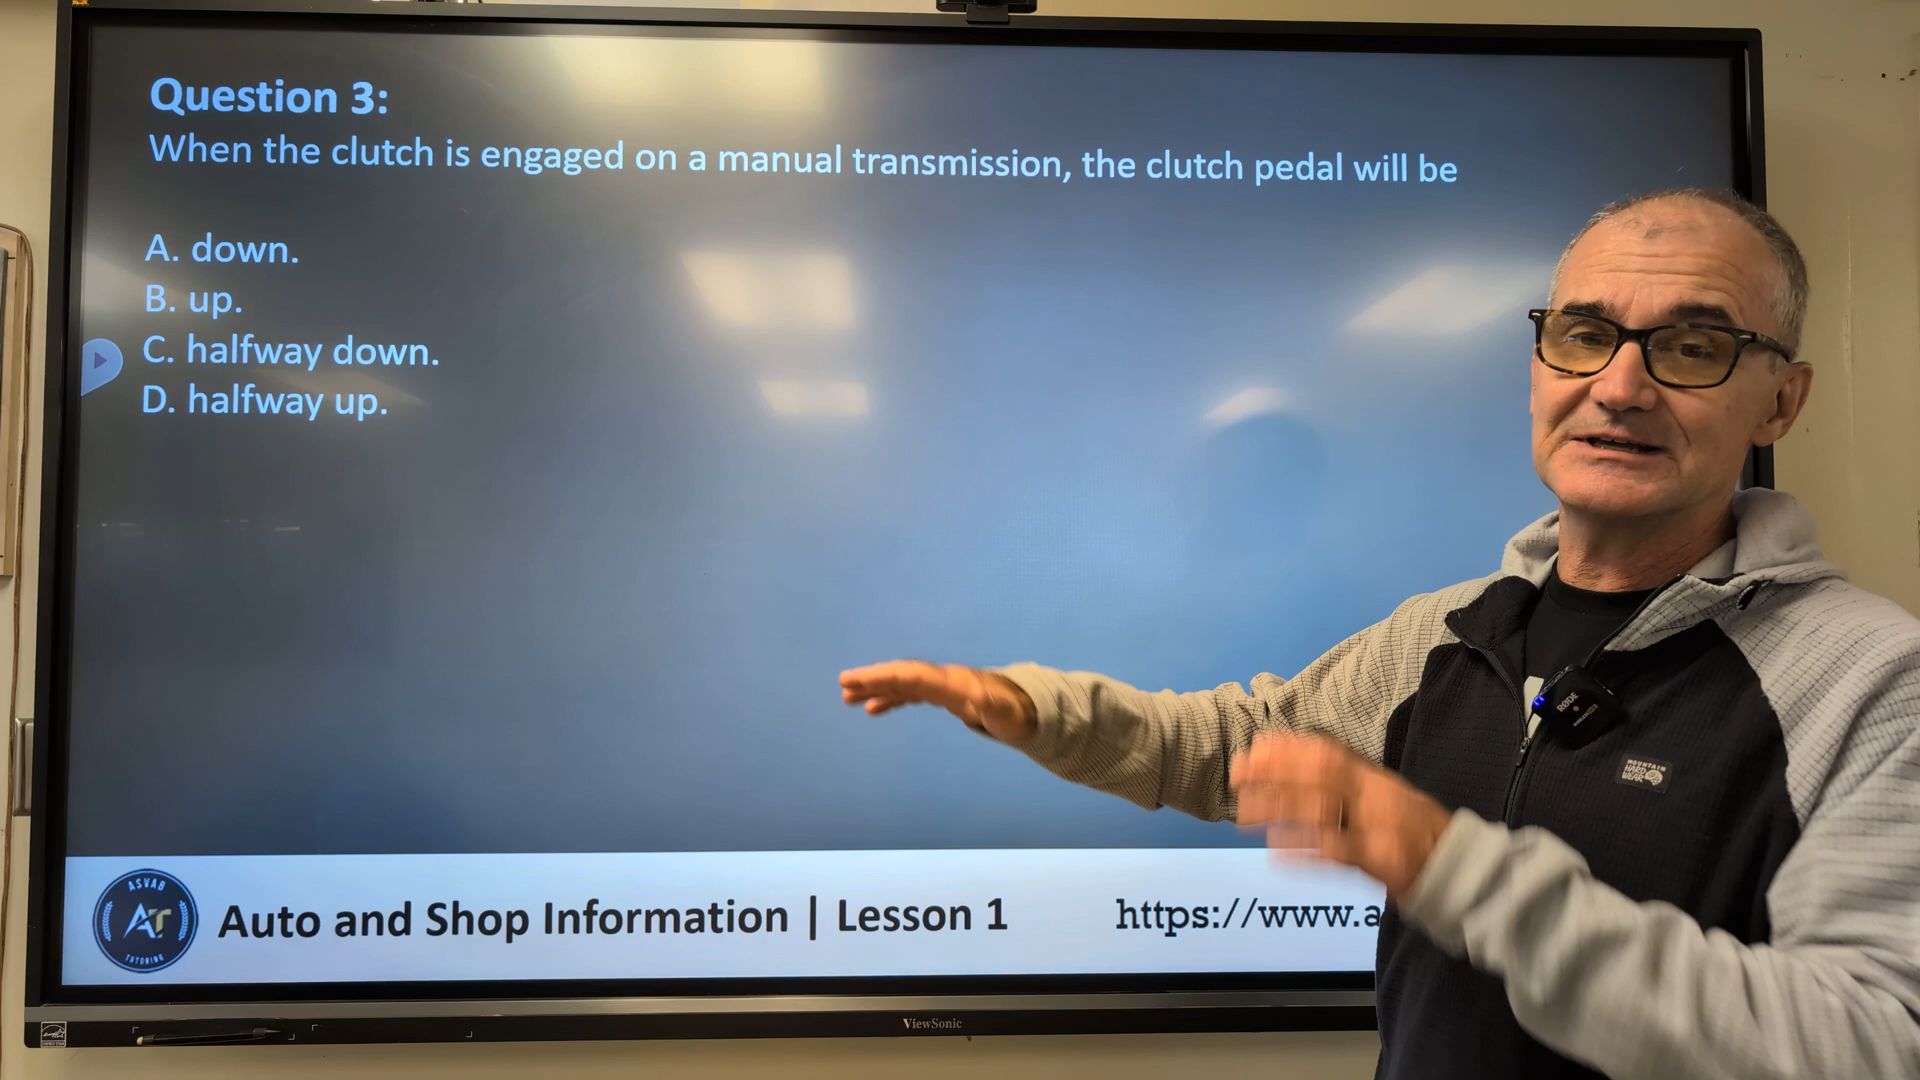 Question 3:
When the clutch is engaged on a manual transmission, the clutch pedal will be
A. down.
B. up.
C. halfway down.
D. halfway up.
ASVAB
AT
TUTORING
Auto and Shop Information | Lesson 1
https://www.a
ViewSonic
RØDE
MOUNTAIN
HARD
WEAR